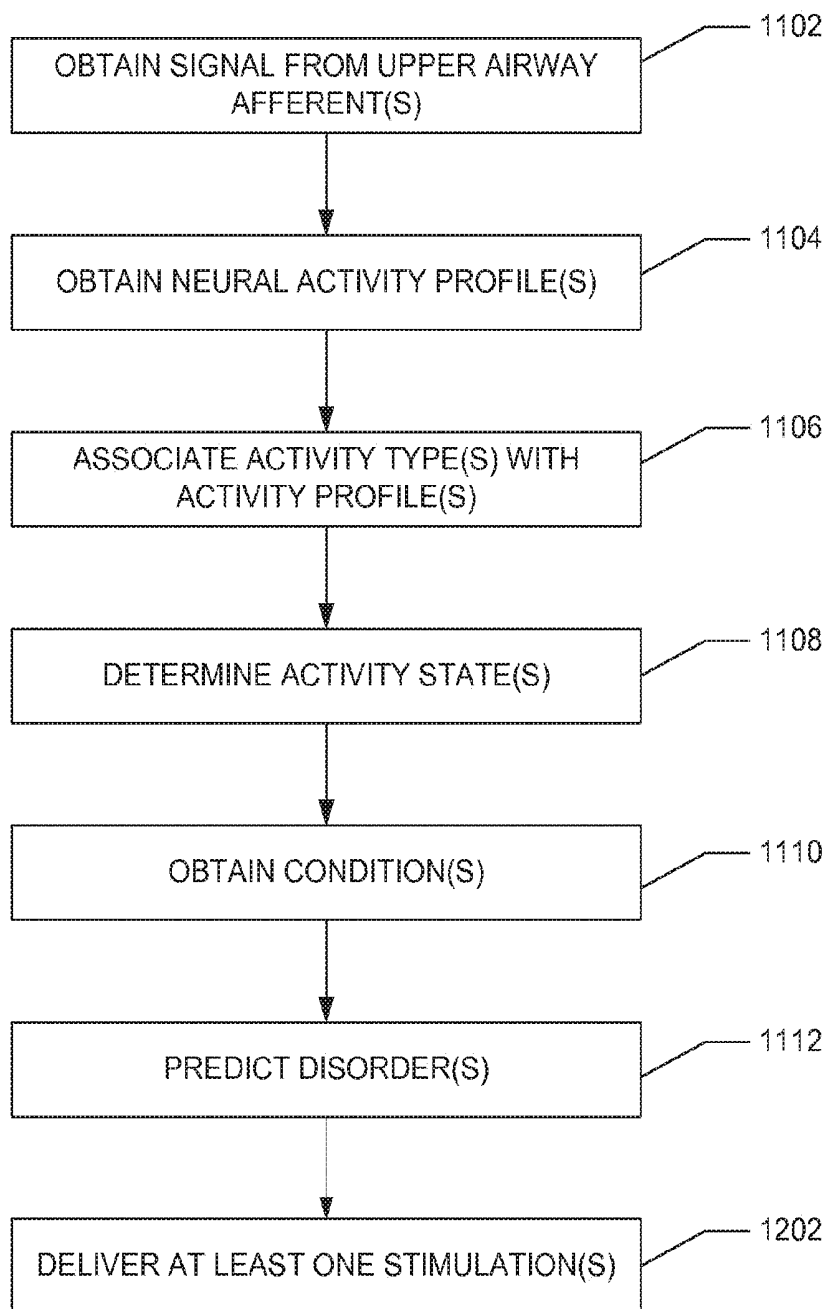 1102
OBTAIN SIGNAL FROM UPPER AIRWAY
AFFERENT(S)
1104
OBTAIN NEURAL ACTIVITY PROFILE(S)
1106
ASSOCIATE ACTIVITY TYPE(S) WITH
ACTIVITY PROFILE(S)
1108
DETERMINE ACTIVITY STATE(S)
1110
OBTAIN CONDITION(S)
1112
PREDICT DISORDER(S)
1202
DELIVER AT LEAST ONE STIMULATION(S)